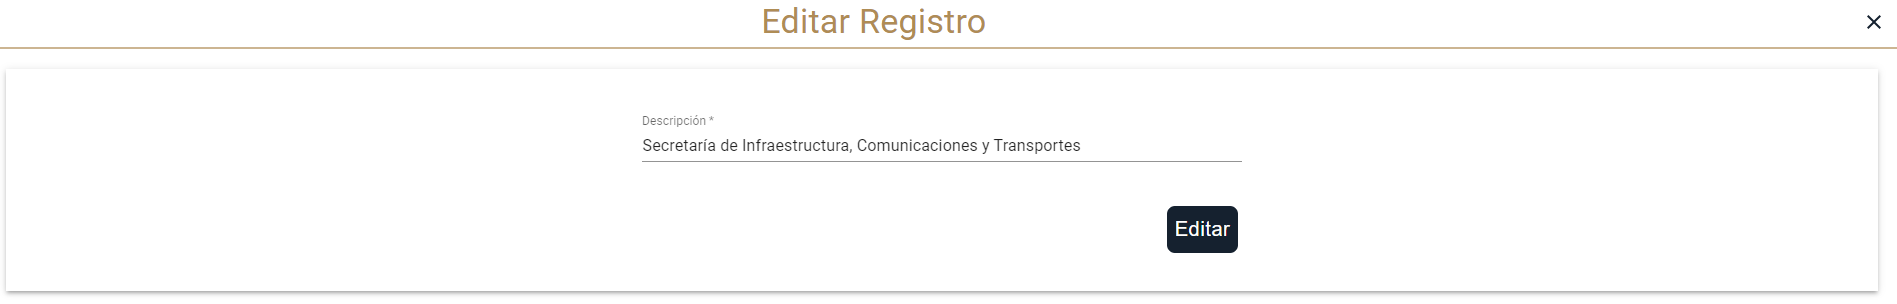 Editar Registro
Descripción *
Secretaría de Infraestructura, Comunicaciones y Transportes
Editar